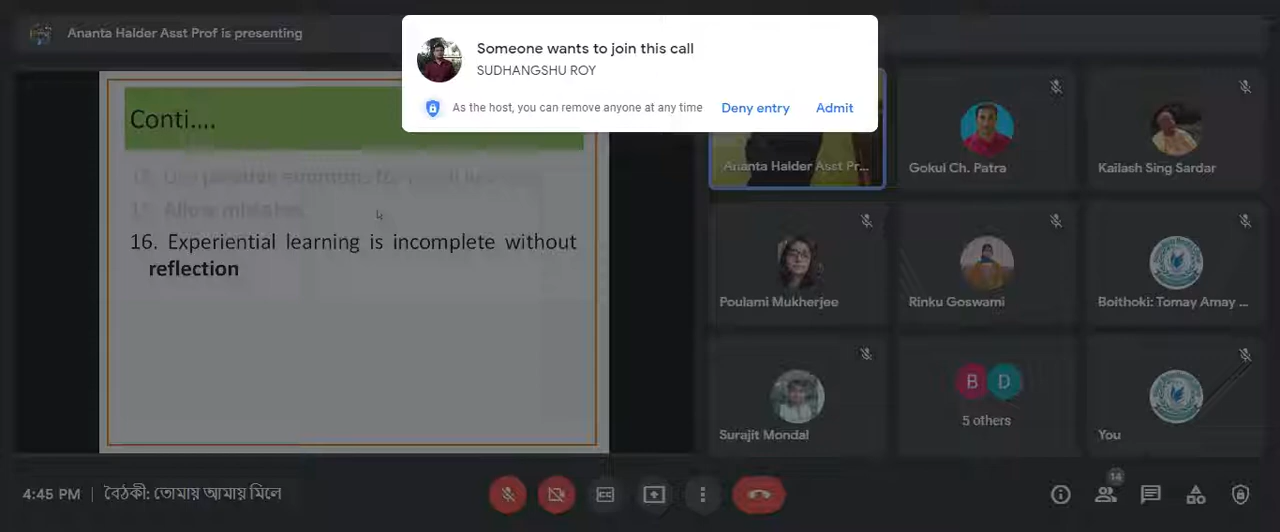 Ananta Halder Asst Prof is presenting
Someone wants to join this call
SUDHANGSHU ROY
As the host, you can remove anyone at any time
Deny entry
Admit
Conti....
15. Allow mistakes
16. Experiential learning is incomplete without
reflection
Ananta Halder Asst Pr...
Gokul Ch. Patra
Kailash Sing Sardar
Poulami Mukherjee
Rinku Goswami
Boithoki: Tomay Amay ...
Surajit Mondal
B
D
5 others
You
4:45 PM | বৈঠকী: তোমায় আমায় মিলে
14